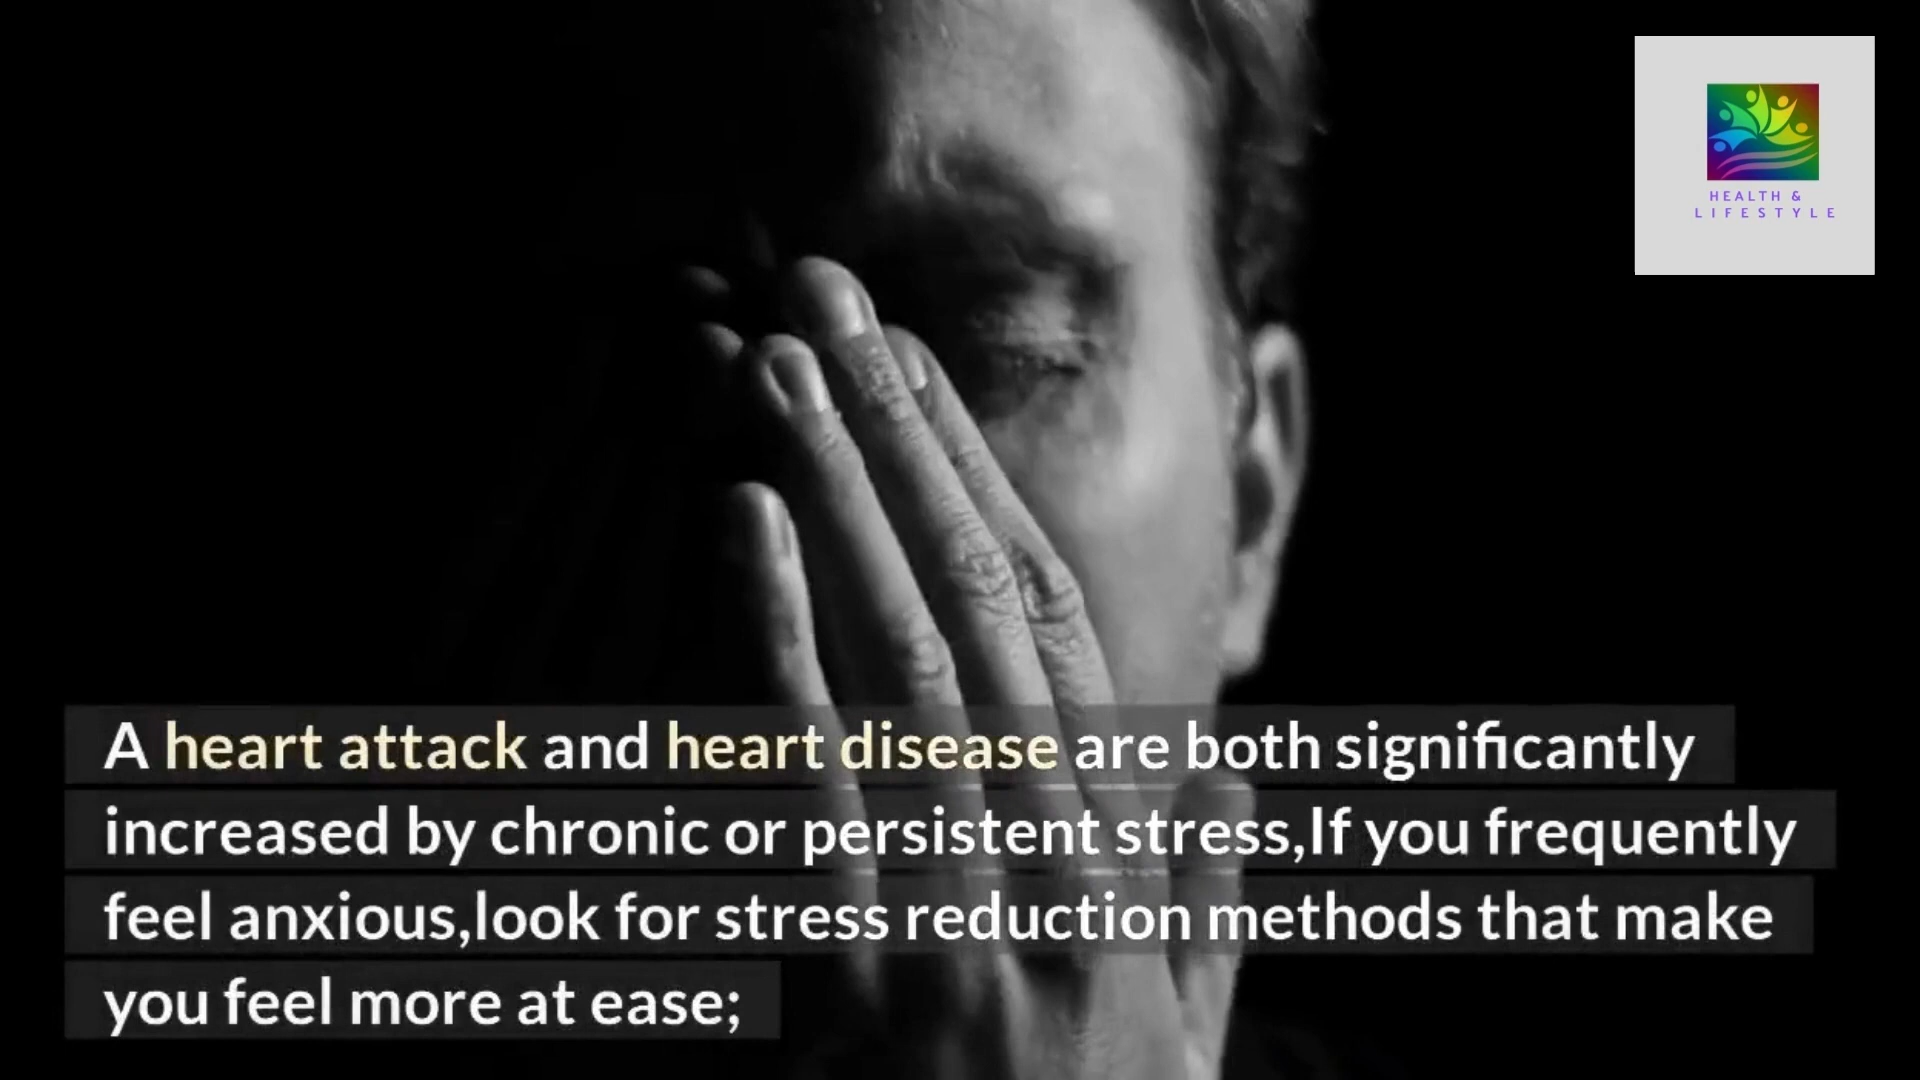 HEALTH &
LIFESTYLE
A heart attack and heart disease are both significantly
increased by chronic or persistent stress,If you frequently
feel anxious,look for stress reduction methods that make
you feel more at ease;